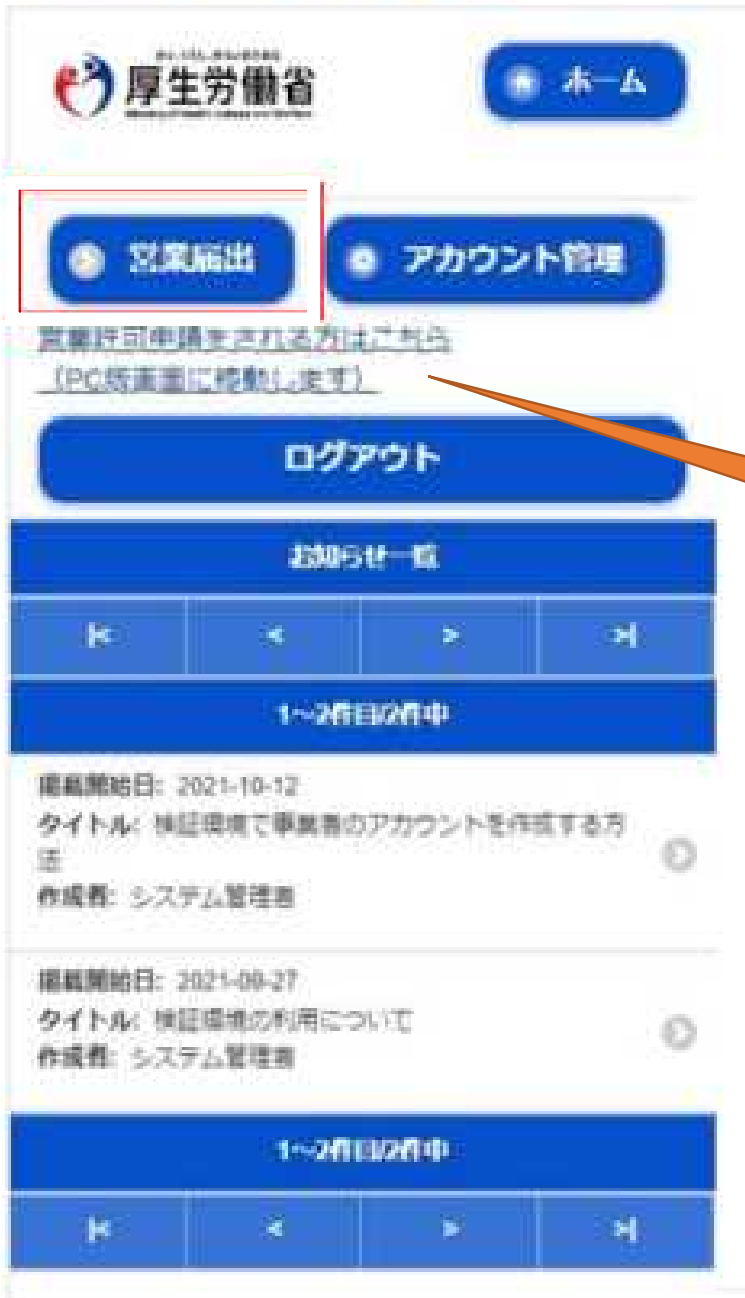 厚生労働省
ホーム
営業届出
アカウント管理
営業許可申請をされる方はこちら
（PC版画面に移動します）
ログアウト
お知らせ一覧
|<
<
>
>|
1～2件目/2件中
掲載開始日: 2021-10-12
タイトル: 検証環境で事業者のアカウントを作成する方
法
作成者: システム管理者
掲載開始日: 2021-09-27
タイトル: 検証環境の利用について
作成者: システム管理者
1～2件目/2件中
|<
<
>
>|